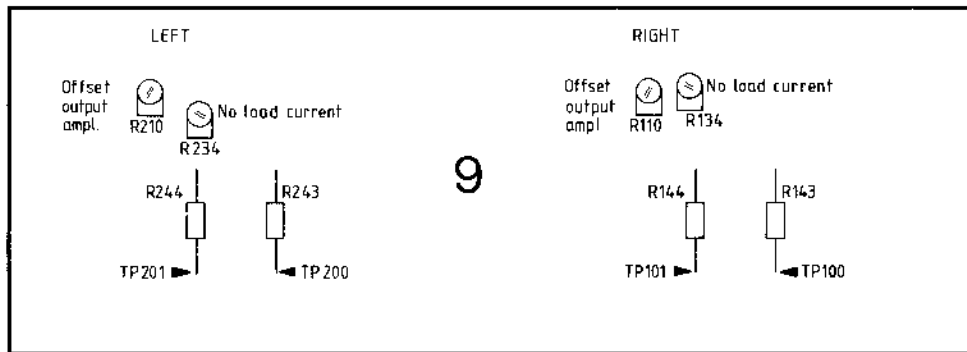 LEFT
Offset
output
ampl.
R210
No load current
R234
R244
R243
TP201
TP200
9
RIGHT
Offset
output
ampl
R110
No load current
R134
R144
R143
TP101
TP100